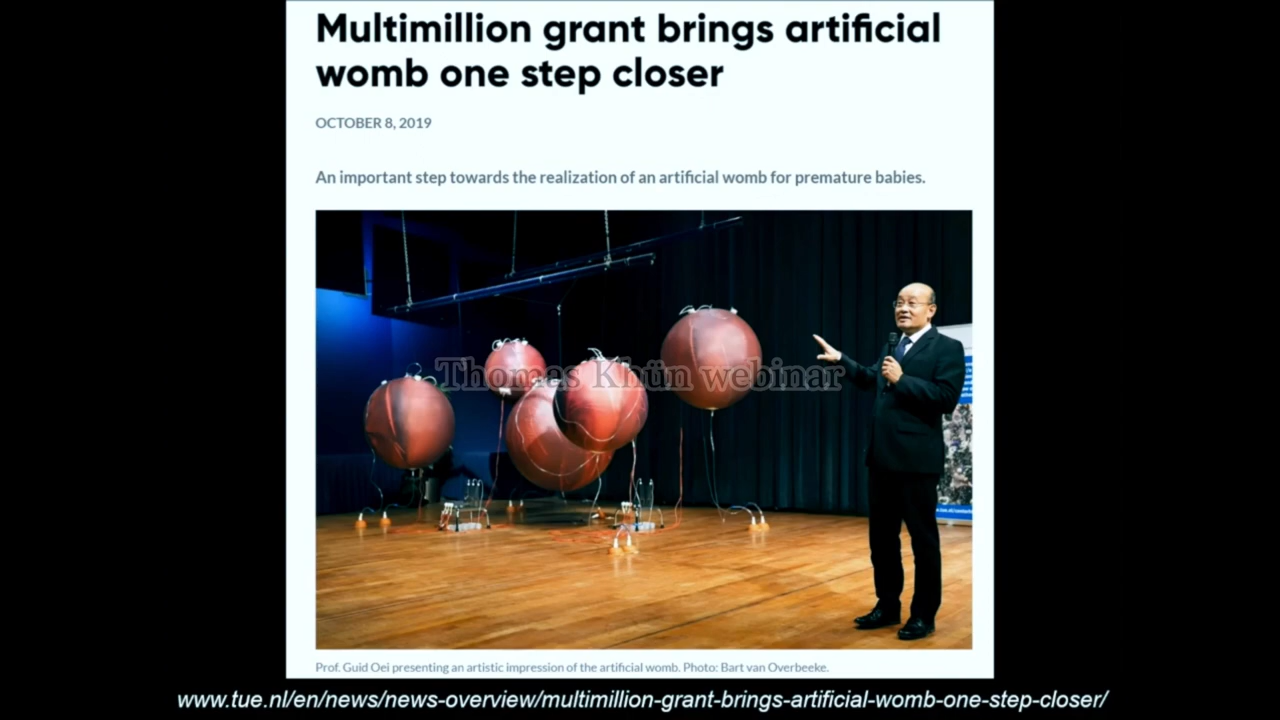 Multimillion grant brings artificial
womb one step closer
OCTOBER 8, 2019
An important step towards the realization of an artificial womb for premature babies.
Thomas Khün webinar
Prof. Guid Oei presenting an artistic impression of the artificial womb. Photo: Bart van Overbeeke.
www.tue.nl/en/news/news-overview/multimillion-grant-brings-artificial-womb-one-step-closer/